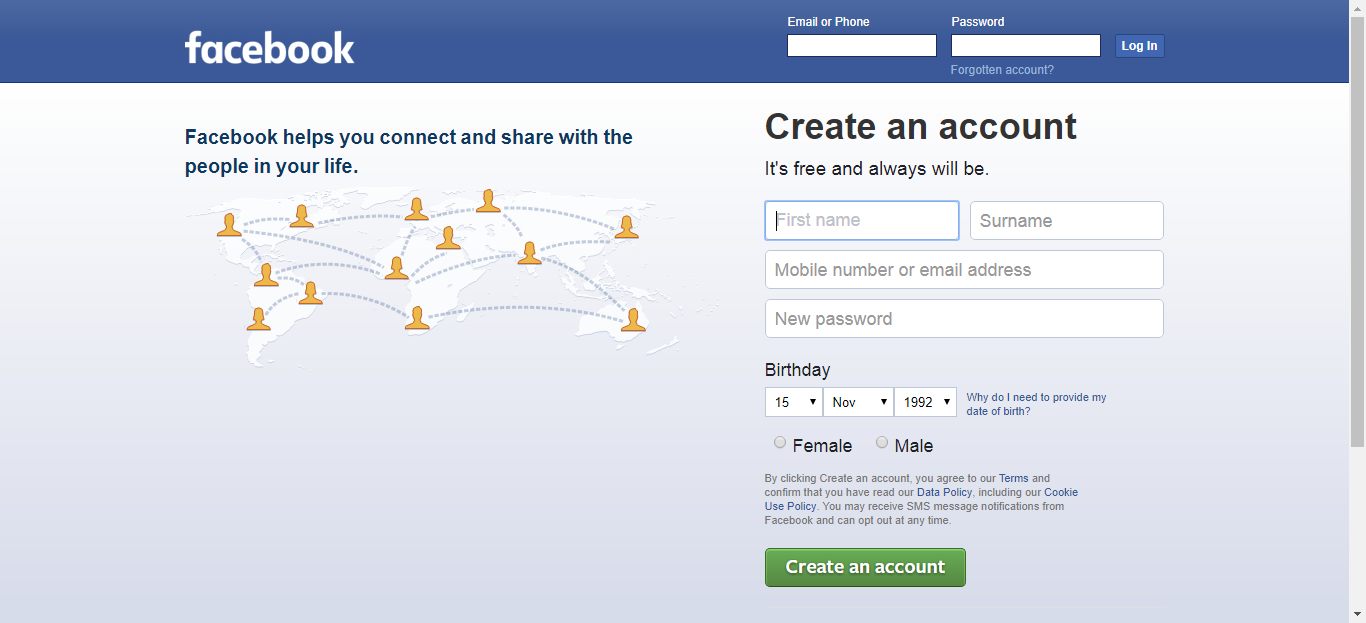 facebook
Email or Phone
Password
Log In
Forgotten account?
Facebook helps you connect and share with the
people in your life.
Create an account
It's free and always will be.
First name
Surname
Mobile number or email address
New password
Birthday
15
Nov
1992
Why do I need to provide my
date of birth?
Female
Male
By clicking Create an account, you agree to our Terms and
confirm that you have read our Data Policy, including our Cookie
Use Policy. You may receive SMS message notifications from
Facebook and can opt out at any time.
Create an account